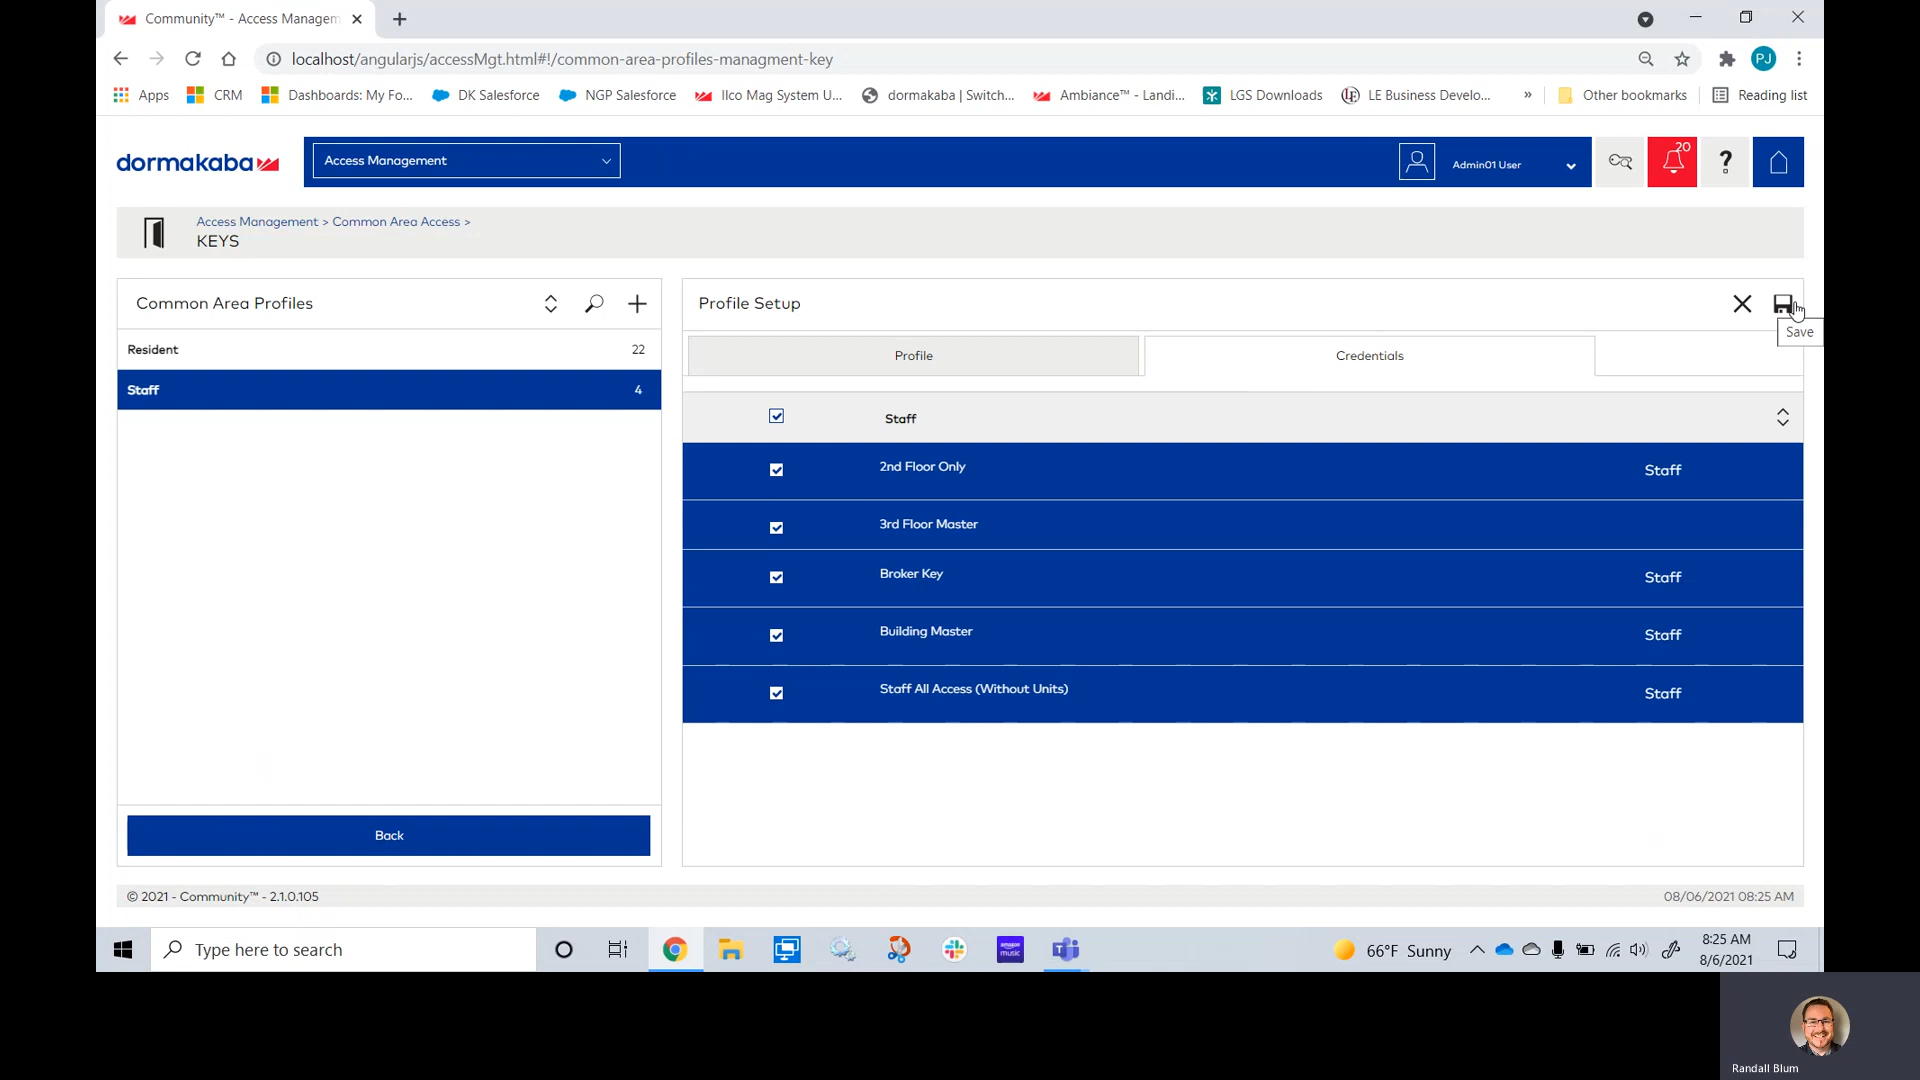 Community™ - Access Managem
localhost/angularjs/accessMgt.html#!/common-area-profiles-managment-key
PJ
Apps
CRM
Dashboards: My Fo...
DK Salesforce
NGP Salesforce
Ilco Mag System U...
dormakaba | Switch...
Ambiance™ - Landi...
LGS Downloads
LE Business Develo...
»
Other bookmarks
Reading list
dormakaba
Access Management
Admin01 User
20
?
Access Management > Common Area Access >
KEYS
Common Area Profiles
Profile Setup
Save
Resident 22
Staff 4
Profile
Credentials
Staff
2nd Floor Only Staff
3rd Floor Master
Broker Key Staff
Building Master Staff
Staff All Access (Without Units) Staff
Back
© 2021 - Community™ - 2.1.0.105
08/06/2021 08:25 AM
Type here to search
amazon music
66°F Sunny
8:25 AM
8/6/2021
Randall Blum